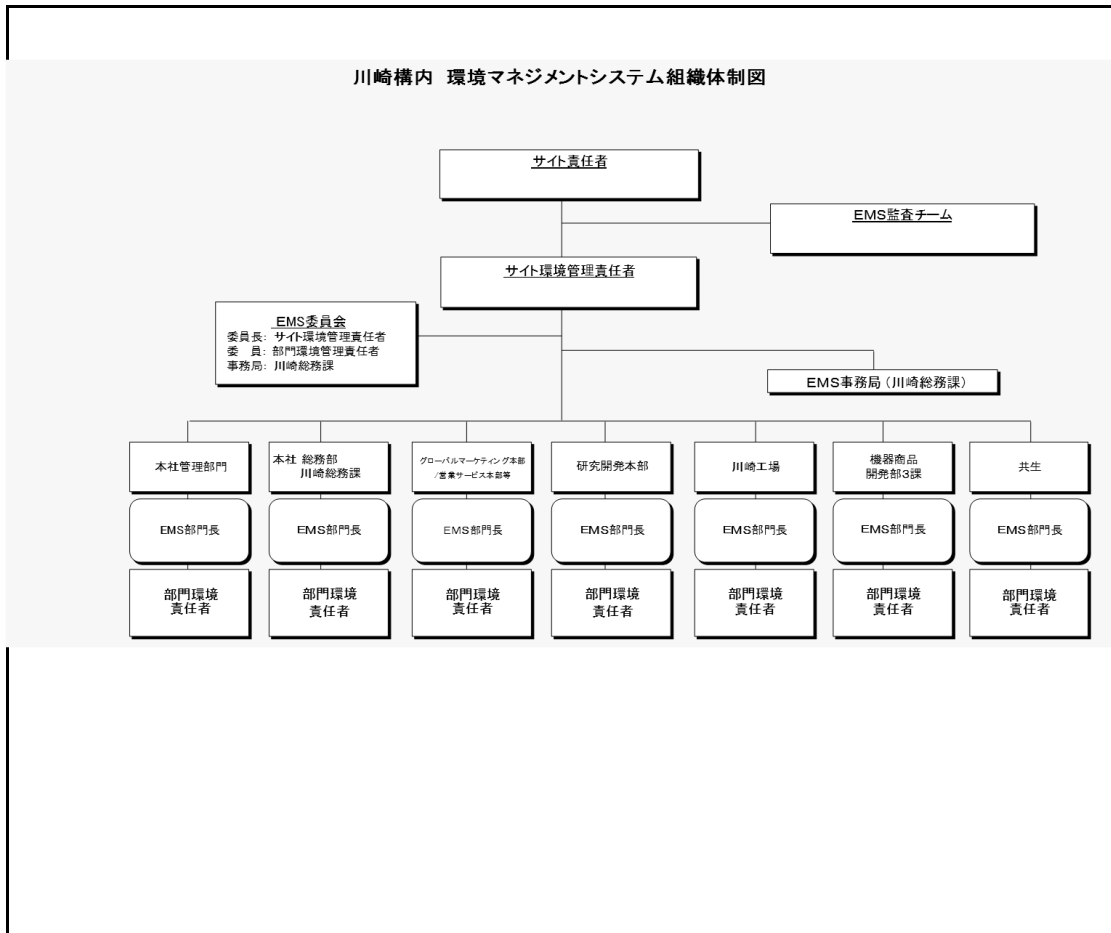 川崎構内 環境マネジメントシステム組織体制図
サイト責任者
EMS監査チーム
サイト環境管理責任者
EMS委員会
委員長: サイト環境管理責任者
委 員: 部門環境管理責任者
事務局: 川崎総務課
EMS事務局(川崎総務課)
本社管理部門
本社 総務部
川崎総務課
グローバルマーケティング本部
/営業サービス本部等
研究開発本部
川崎工場
機器商品
開発部3課
共生
EMS部門長
EMS部門長
EMS部門長
EMS部門長
EMS部門長
EMS部門長
EMS部門長
部門環境
責任者
部門環境
責任者
部門環境
責任者
部門環境
責任者
部門環境
責任者
部門環境
責任者
部門環境
責任者